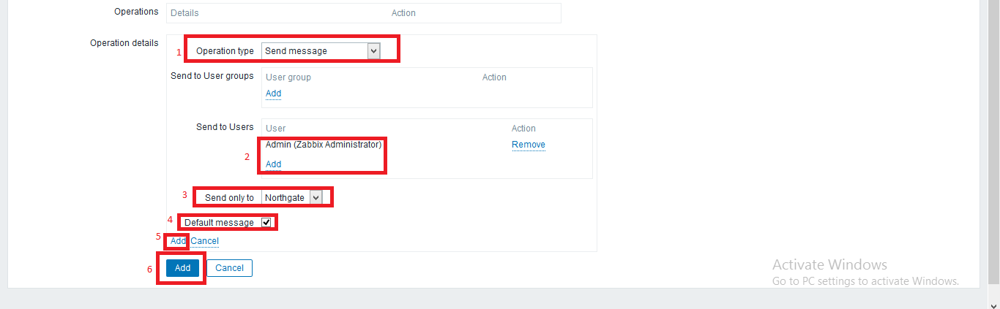 Operations Details Action
Operation details
1 Operation type Send message
Send to User groups User group Action
Add
Send to Users User Action
Admin (Zabbix Administrator) Remove
2
Add
3 Send only to Northgate
4 Default message
5 Add Cancel
6 Add Cancel
Activate Windows
Go to PC settings to activate Windows.